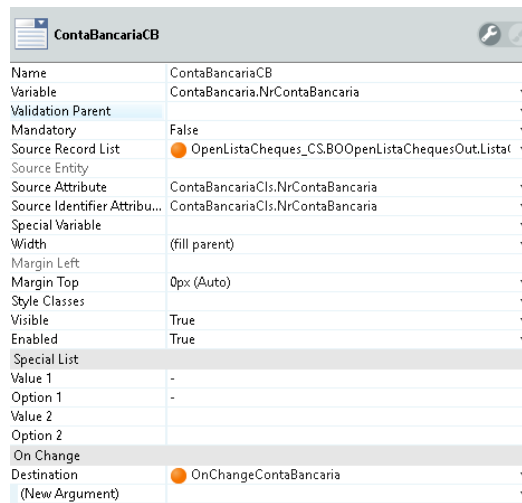 ContaBancariaCB
Name ContaBancariaCB
Variable ContaBancaria.NrContaBancaria
Validation Parent
Mandatory False
Source Record List OpenListaCheques_CS.BOOpenListaChequesOut.Lista(
Source Entity
Source Attribute ContaBancariaCls.NrContaBancaria
Source Identifier Attribu... ContaBancariaCls.NrContaBancaria
Special Variable
Width (fill parent)
Margin Left
Margin Top 0px (Auto)
Style Classes
Visible True
Enabled True
Special List
Value 1 -
Option 1 -
Value 2
Option 2
On Change
Destination OnChangeContaBancaria
(New Argument)